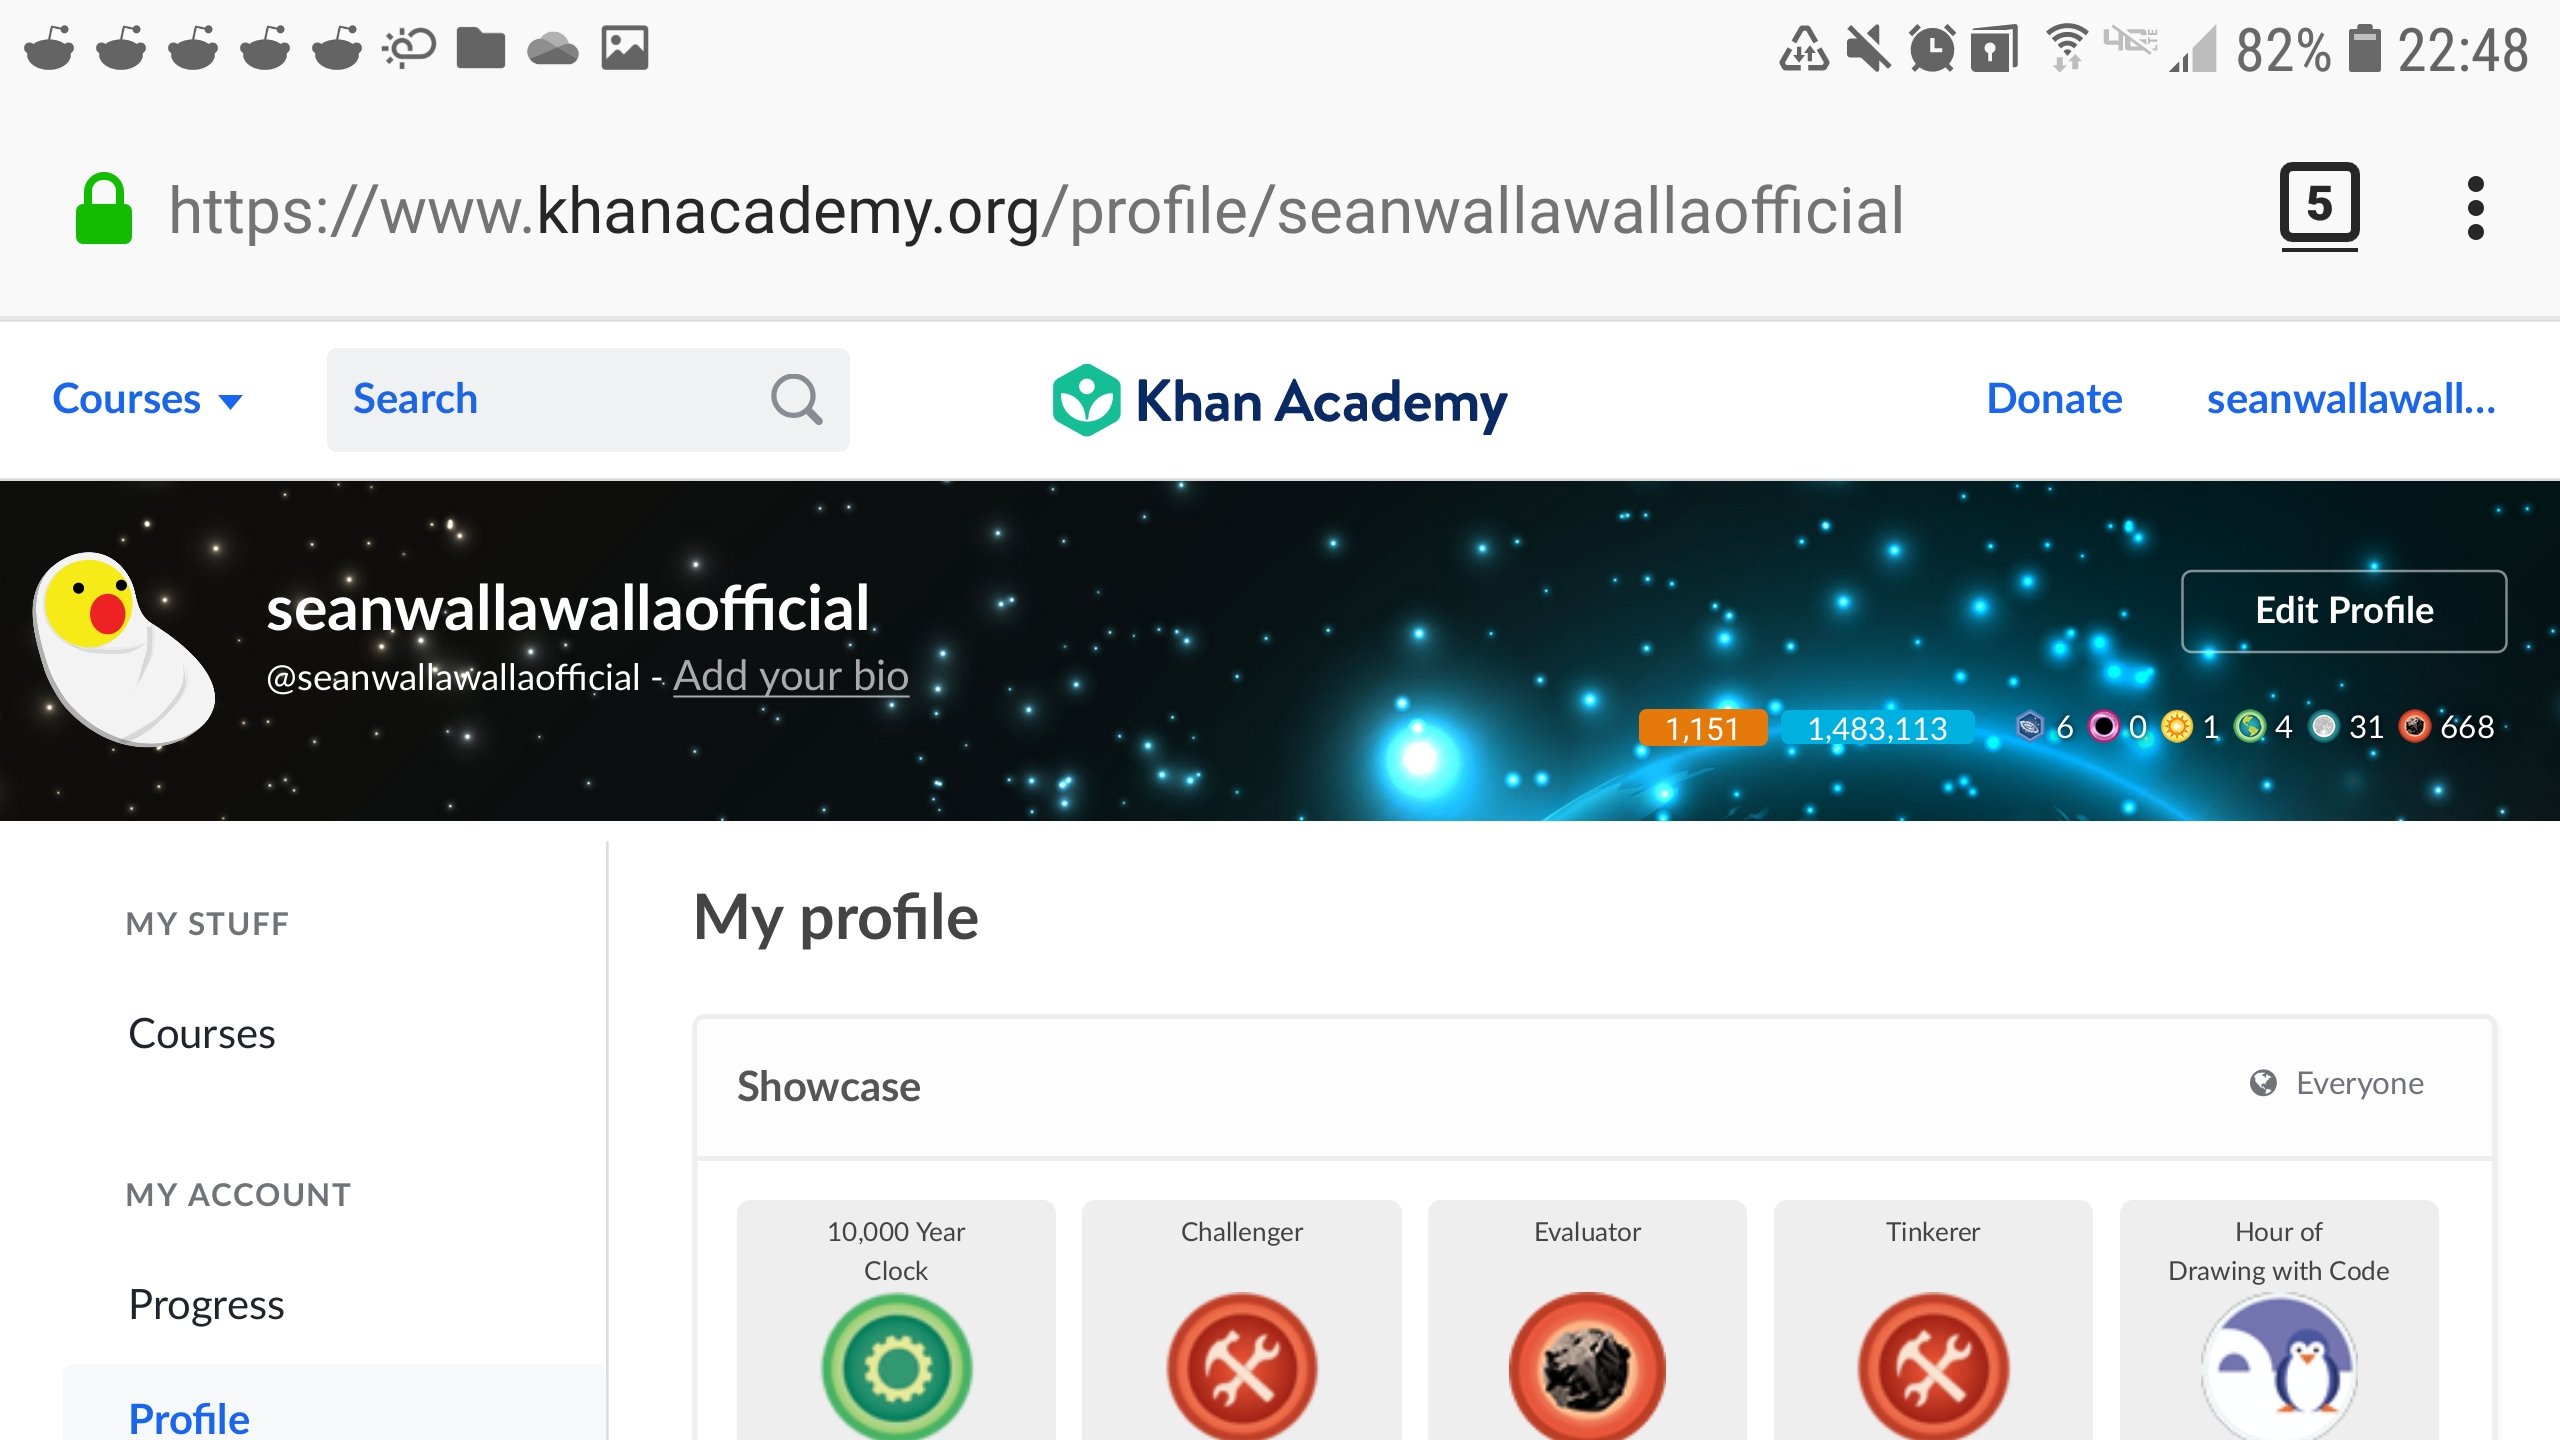 82% 22:48
https://www.khanacademy.org/profile/seanwallawallaofficial 5
Courses Search Khan Academy Donate seanwallawall...
seanwallawallaofficial
Edit Profile
@seanwallawallaofficial - Add your bio
1,151 1,483,113 6 0 1 4 31 668
MY STUFF
Courses
MY ACCOUNT
Progress
Profile
My profile
Showcase Everyone
10,000 Year
Clock
Challenger
Evaluator
Tinkerer
Hour of
Drawing with Code